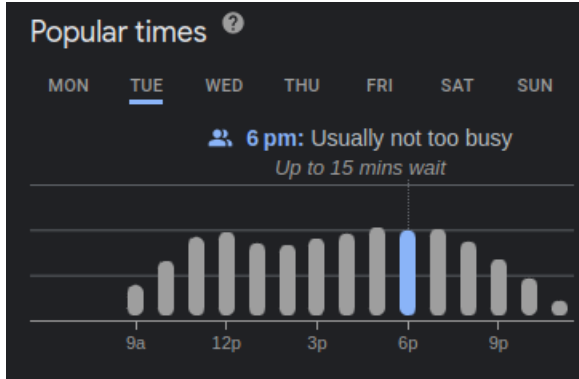 Popular times ?
MON TUE WED THU FRI SAT SUN
6 pm: Usually not too busy
Up to 15 mins wait
9a 12p 3p 6p 9p